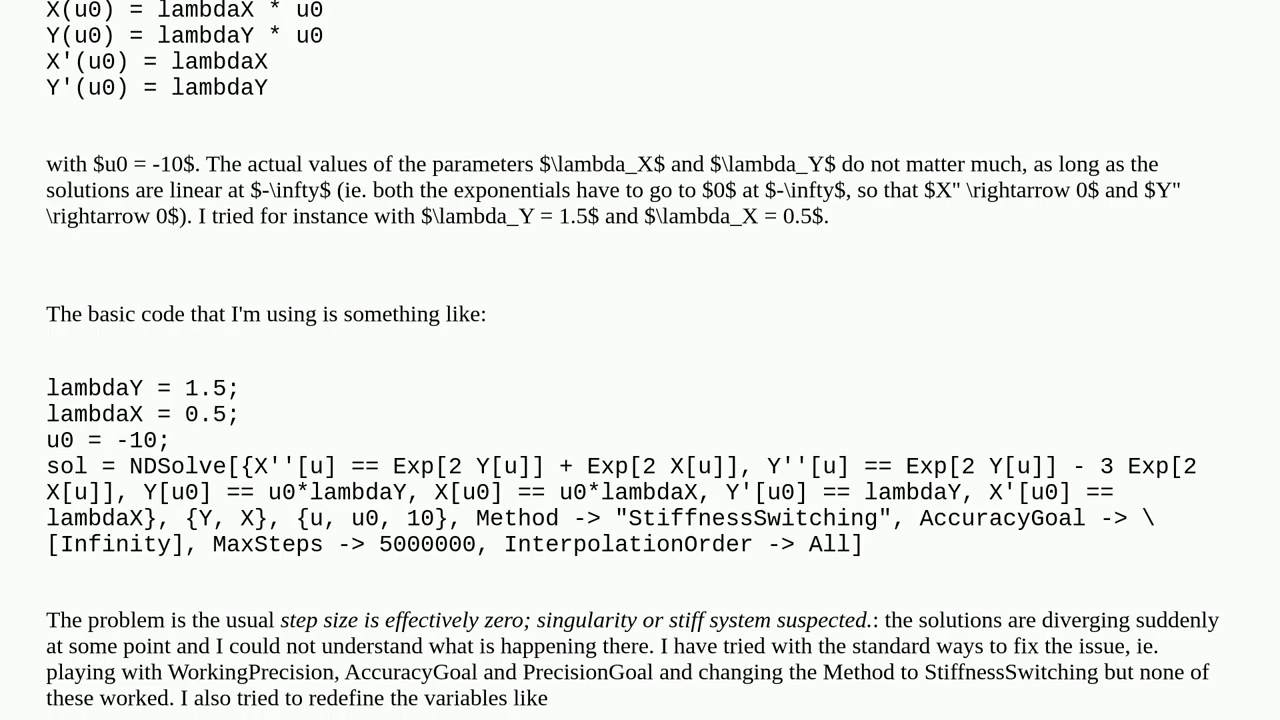 X(u0) = lambdaX * u0
Y(u0) = lambdaY * u0
X'(u0) = lambdaX
Y'(u0) = lambdaY
with $u0 = -10$. The actual values of the parameters $\lambda_X$ and $\lambda_Y$ do not matter much, as long as the
solutions are linear at $-\infty$ (ie. both the exponentials have to go to $0$ at $-\infty$, so that $X'' \rightarrow 0$ and $Y''
\rightarrow 0$). I tried for instance with $\lambda_Y = 1.5$ and $\lambda_X = 0.5$.
The basic code that I'm using is something like:
lambdaY = 1.5;
lambdaX = 0.5;
u0 = -10;
sol = NDSolve[{X''[u] == Exp[2 Y[u]] + Exp[2 X[u]], Y''[u] == Exp[2 Y[u]] - 3 Exp[2
X[u]], Y[u0] == u0*lambdaY, X[u0] == u0*lambdaX, Y'[u0] == lambdaY, X'[u0] ==
lambdaX}, {Y, X}, {u, u0, 10}, Method -> "StiffnessSwitching", AccuracyGoal -> \
[Infinity], MaxSteps -> 5000000, InterpolationOrder -> All]
The problem is the usual step size is effectively zero; singularity or stiff system suspected.: the solutions are diverging suddenly
at some point and I could not understand what is happening there. I have tried with the standard ways to fix the issue, ie.
playing with WorkingPrecision, AccuracyGoal and PrecisionGoal and changing the Method to StiffnessSwitching but none of
these worked. I also tried to redefine the variables like